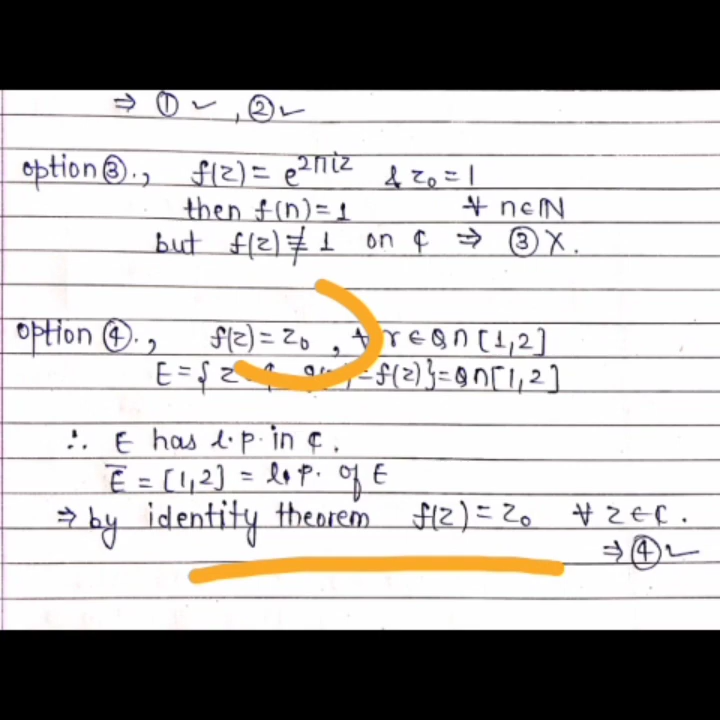 ⇒ ① ✓ , ② ✓
option ③., f(z) = e^{2πiz} & z₀ = 1
then f(n) = 1 ∀ n∈ℕ
but f(z) ≢ 1 on ₵ ⇒ ③ X.
option ④., f(z) = z₀ , ∀ r ∈ Q ∩ [1,2]
E = { z = f(z)} = Q ∩ [1,2]
∴ E has l.p. in ₵.
E̅ = [1,2] = l.p. of E
⇒ by identity theorem f(z) = z₀ ∀ z ∈ ₵.
⇒ ④ ✓